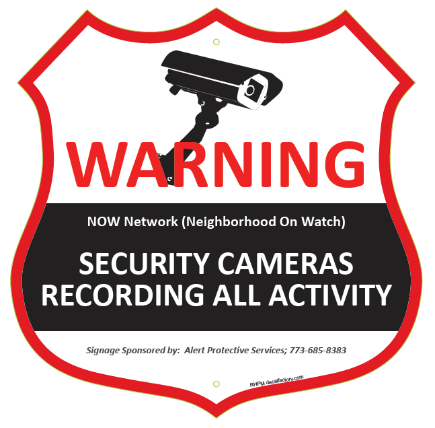 WARNING
NOW Network (Neighborhood On Watch)
SECURITY CAMERAS
RECORDING ALL ACTIVITY
Signage Sponsored by: Alert Protective Services; 773-685-8383